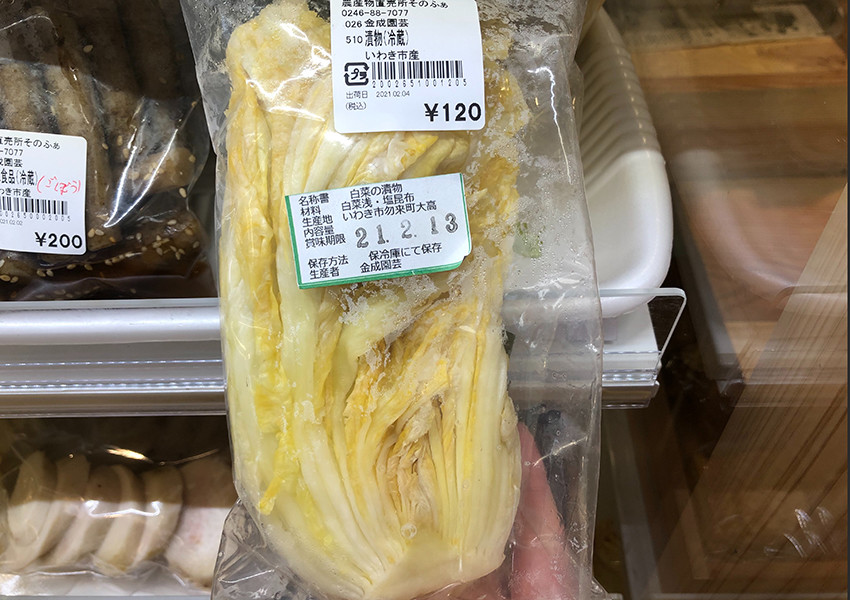 農産物直売所そのふぁ
0246-88-7077
026 金成園芸
510 漬物(冷蔵)
いわき市産
2002651001205
出荷日 2021.02.04
(税込)
¥120
名称書 白菜の漬物
材料 白菜浅・塩昆布
生産地 いわき市勿来町大高
内容量
賞味期限 21.2.13
保存方法 保冷庫にて保存
生産者 金成園芸
売所そのふぁ
-7077
成園芸
食品(冷蔵) (ごぼう)
わき市産
¥200